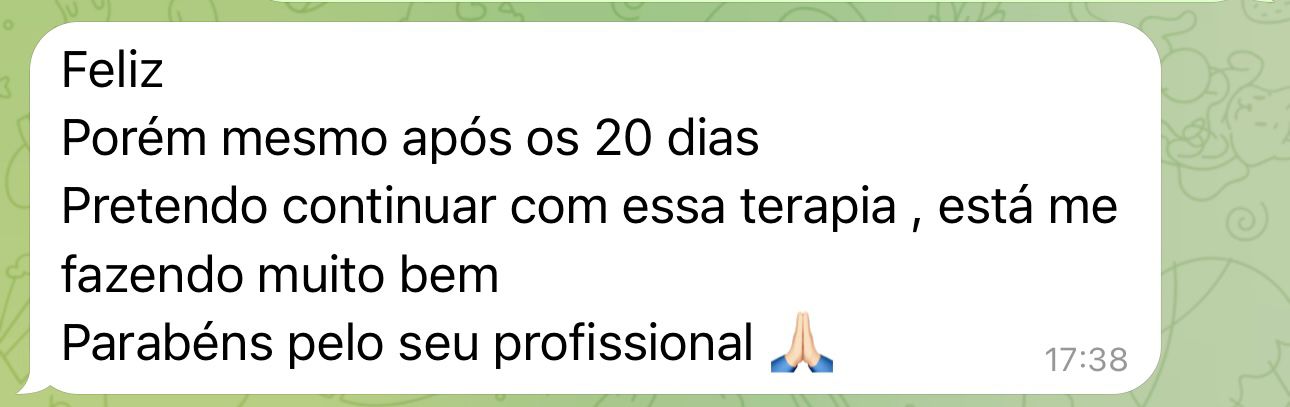 Feliz
Porém mesmo após os 20 dias
Pretendo continuar com essa terapia , está me
fazendo muito bem
Parabéns pelo seu profissional 🙏🏻
17:38